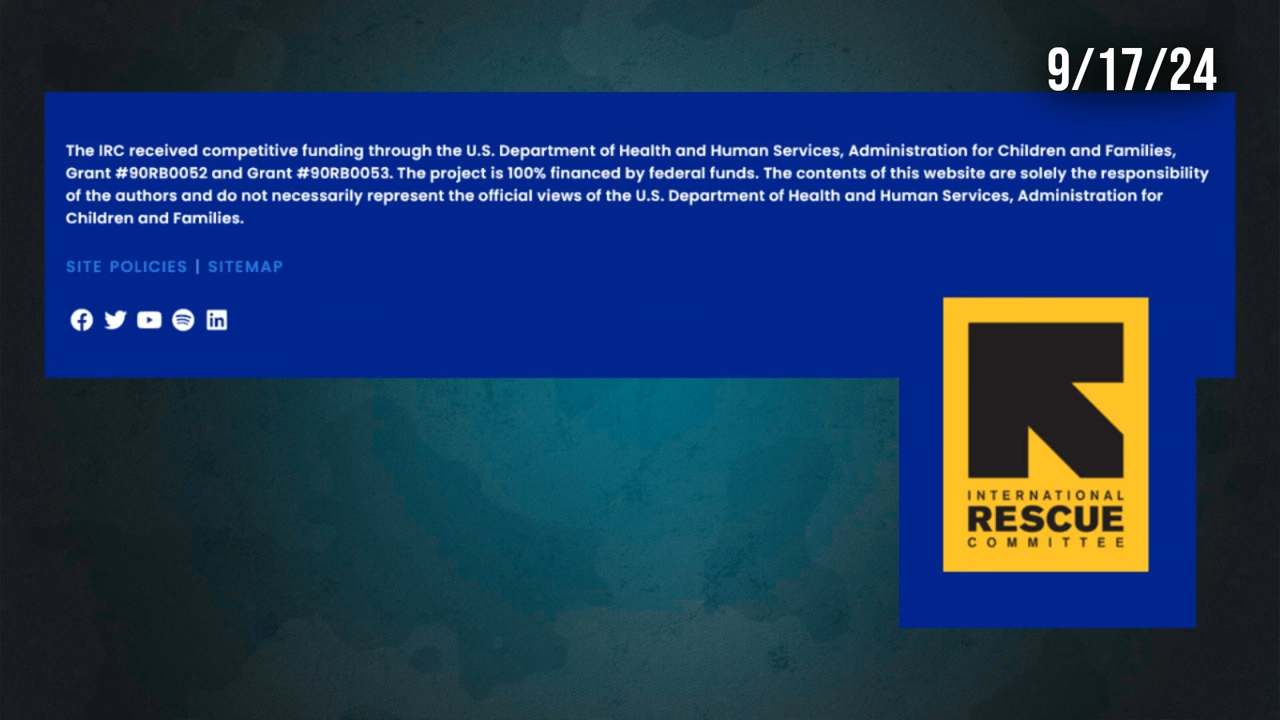 9/17/24
The IRC received competitive funding through the U.S. Department of Health and Human Services, Administration for Children and Families,
Grant #90RB0052 and Grant #90RB0053. The project is 100% financed by federal funds. The contents of this website are solely the responsibility
of the authors and do not necessarily represent the official views of the U.S. Department of Health and Human Services, Administration for
Children and Families.
SITE POLICIES | SITEMAP
INTERNATIONAL
RESCUE
COMMITTEE